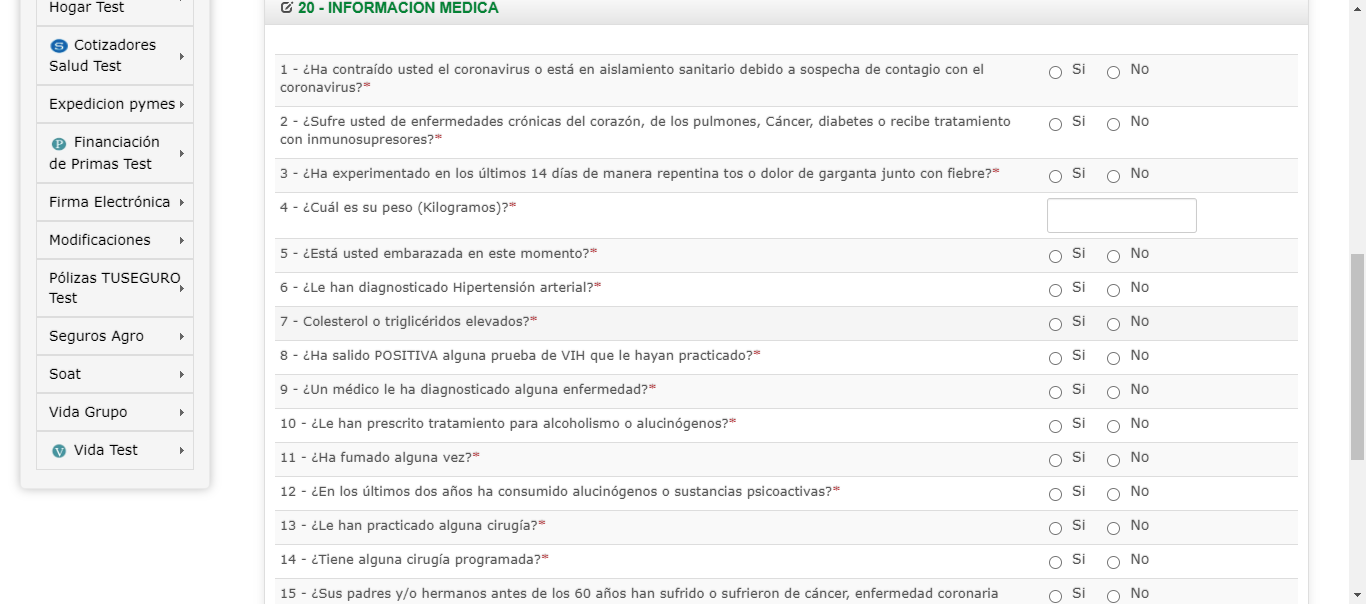 Hogar Test
Cotizadores
Salud Test
Expedicion pymes
Financiación
de Primas Test
Firma Electrónica
Modificaciones
Pólizas TUSEGURO
Test
Seguros Agro
Soat
Vida Grupo
Vida Test
20 - INFORMACION MEDICA
1 - ¿Ha contraído usted el coronavirus o está en aislamiento sanitario debido a sospecha de contagio con el
coronavirus?*
Si No
2 - ¿Sufre usted de enfermedades crónicas del corazón, de los pulmones, Cáncer, diabetes o recibe tratamiento
con inmunosupresores?*
Si No
3 - ¿Ha experimentado en los últimos 14 días de manera repentina tos o dolor de garganta junto con fiebre?* Si No
4 - ¿Cuál es su peso (Kilogramos)?*
5 - ¿Está usted embarazada en este momento?* Si No
6 - ¿Le han diagnosticado Hipertensión arterial?* Si No
7 - Colesterol o triglicéridos elevados?* Si No
8 - ¿Ha salido POSITIVA alguna prueba de VIH que le hayan practicado?* Si No
9 - ¿Un médico le ha diagnosticado alguna enfermedad?* Si No
10 - ¿Le han prescrito tratamiento para alcoholismo o alucinógenos?* Si No
11 - ¿Ha fumado alguna vez?* Si No
12 - ¿En los últimos dos años ha consumido alucinógenos o sustancias psicoactivas?* Si No
13 - ¿Le han practicado alguna cirugía?* Si No
14 - ¿Tiene alguna cirugía programada?* Si No
15 - ¿Sus padres y/o hermanos antes de los 60 años han sufrido o sufrieron de cáncer, enfermedad coronaria Si No